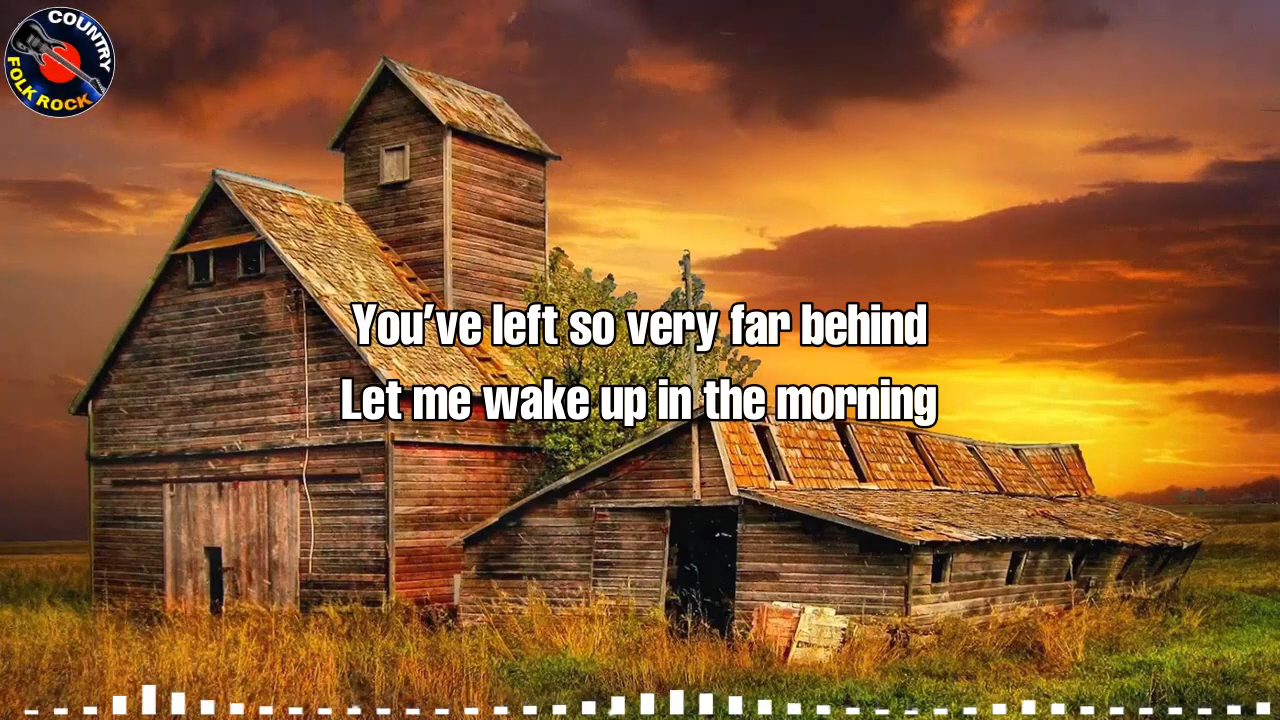 COUNTRY
FOLK ROCK
You've left so very far behind
Let me wake up in the morning